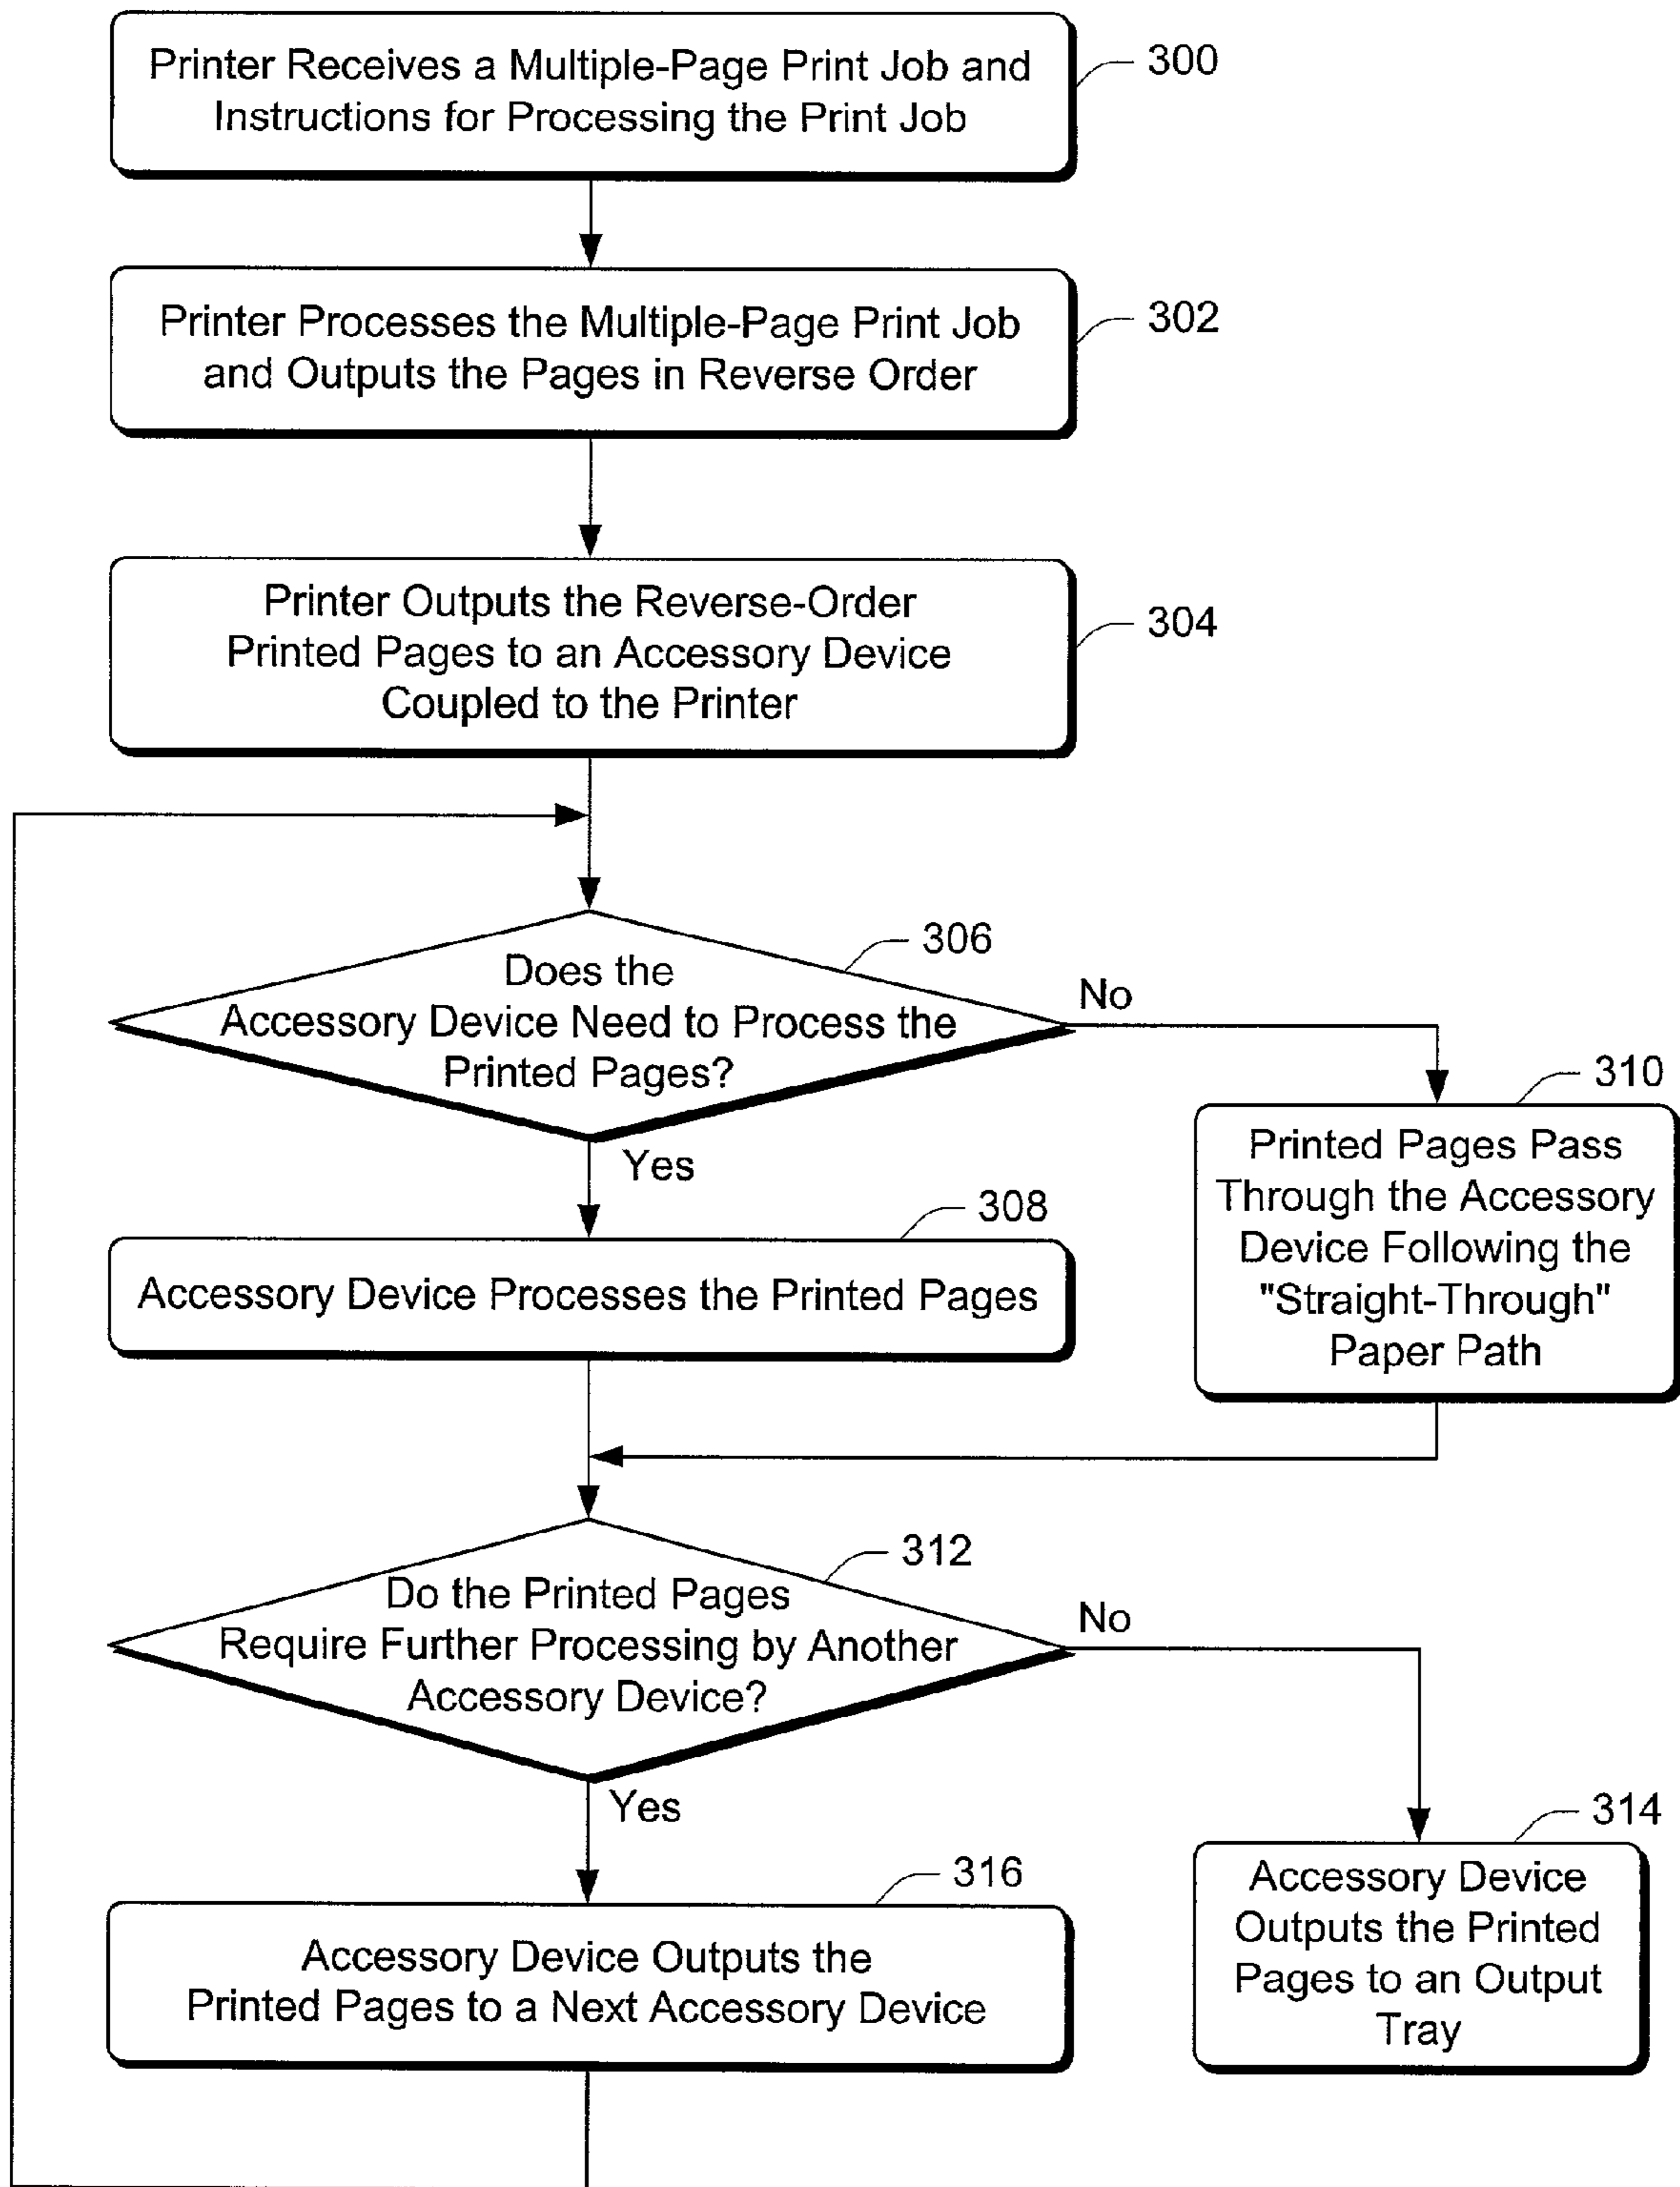 Printer Receives a Multiple-Page Print Job and
Instructions for Processing the Print Job
300
Printer Processes the Multiple-Page Print Job
and Outputs the Pages in Reverse Order
302
Printer Outputs the Reverse-Order
Printed Pages to an Accessory Device
Coupled to the Printer
304
306
Does the
Accessory Device Need to Process the
Printed Pages?
No
Yes
310
Printed Pages Pass
Through the Accessory
Device Following the
"Straight-Through"
Paper Path
308
Accessory Device Processes the Printed Pages
312
Do the Printed Pages
Require Further Processing by Another
Accessory Device?
No
Yes
314
Accessory Device
Outputs the Printed
Pages to an Output
Tray
316
Accessory Device Outputs the
Printed Pages to a Next Accessory Device